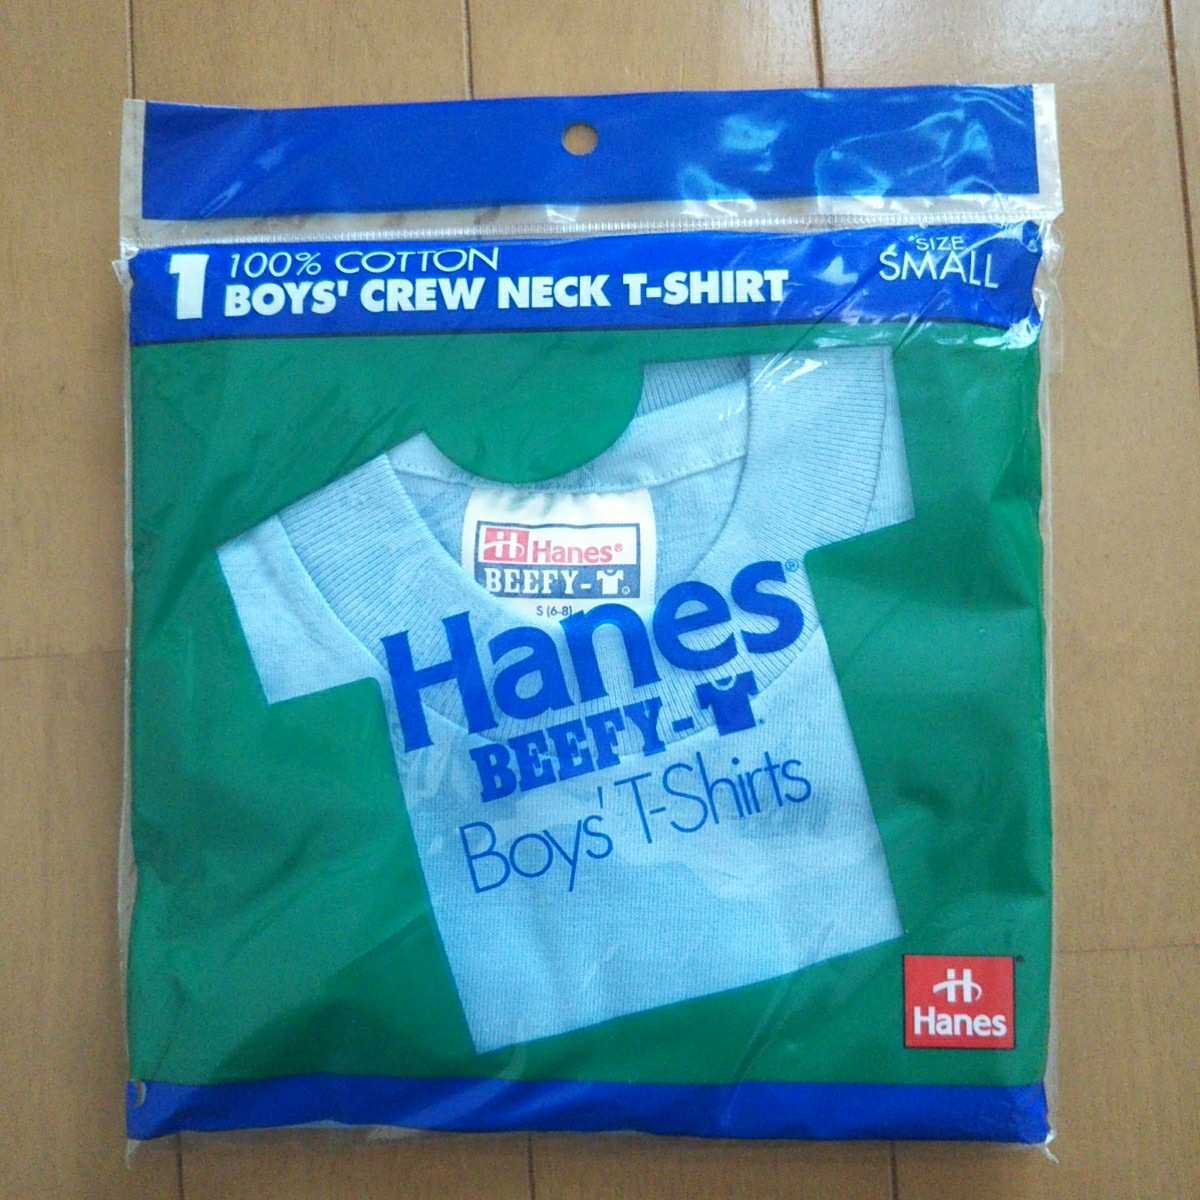 1 100% COTTON
BOYS' CREW NECK T-SHIRT
*SIZE
SMALL
Hanes®
BEEFY-T®
S (6-8)
Hanes®
BEEFY-T
Boys' T-Shirts
Hanes